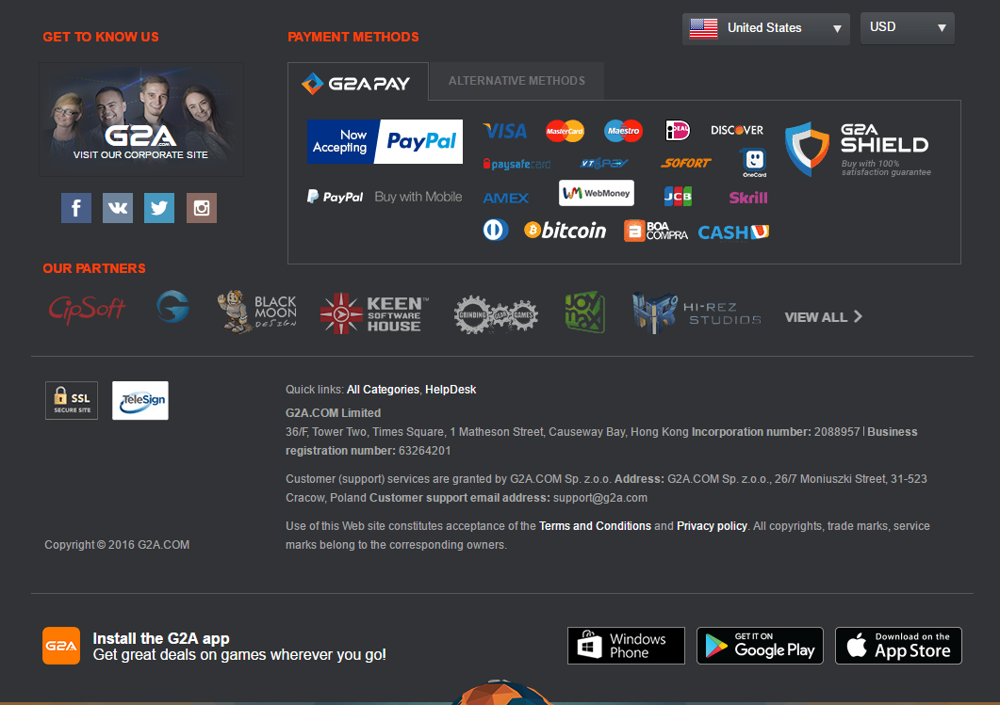 GET TO KNOW US
PAYMENT METHODS
United States
USD
G2A PAY
ALTERNATIVE METHODS
G2A.COM
VISIT OUR CORPORATE SITE
Now Accepting PayPal
VISA MasterCard Maestro iDEAL DISCOVER
paysafecard VTCPAY SOFORT OneCard
PayPal Buy with Mobile
AMEX WebMoney JCB Skrill
bitcoin BOA COMPRA CASHU
G2A SHIELD
Buy with 100%
satisfaction guarantee
OUR PARTNERS
CipSoft
BLACK MOON DESIGN
KEEN SOFTWARE HOUSE™
GRINDING GEAR GAMES
HI-REZ STUDIOS
VIEW ALL
SSL
SECURE SITE
TeleSign
Quick links: All Categories, HelpDesk
G2A.COM Limited
36/F, Tower Two, Times Square, 1 Matheson Street, Causeway Bay, Hong Kong Incorporation number: 2088957 | Business
registration number: 63264201
Customer (support) services are granted by G2A.COM Sp. z.o.o. Address: G2A.COM Sp. z.o.o., 26/7 Moniuszki Street, 31-523
Cracow, Poland Customer support email address: support@g2a.com
Use of this Web site constitutes acceptance of the Terms and Conditions and Privacy policy. All copyrights, trade marks, service
marks belong to the corresponding owners.
Copyright © 2016 G2A.COM
G2A
Install the G2A app
Get great deals on games wherever you go!
Windows Phone
GET IT ON
Google Play
Download on the
App Store